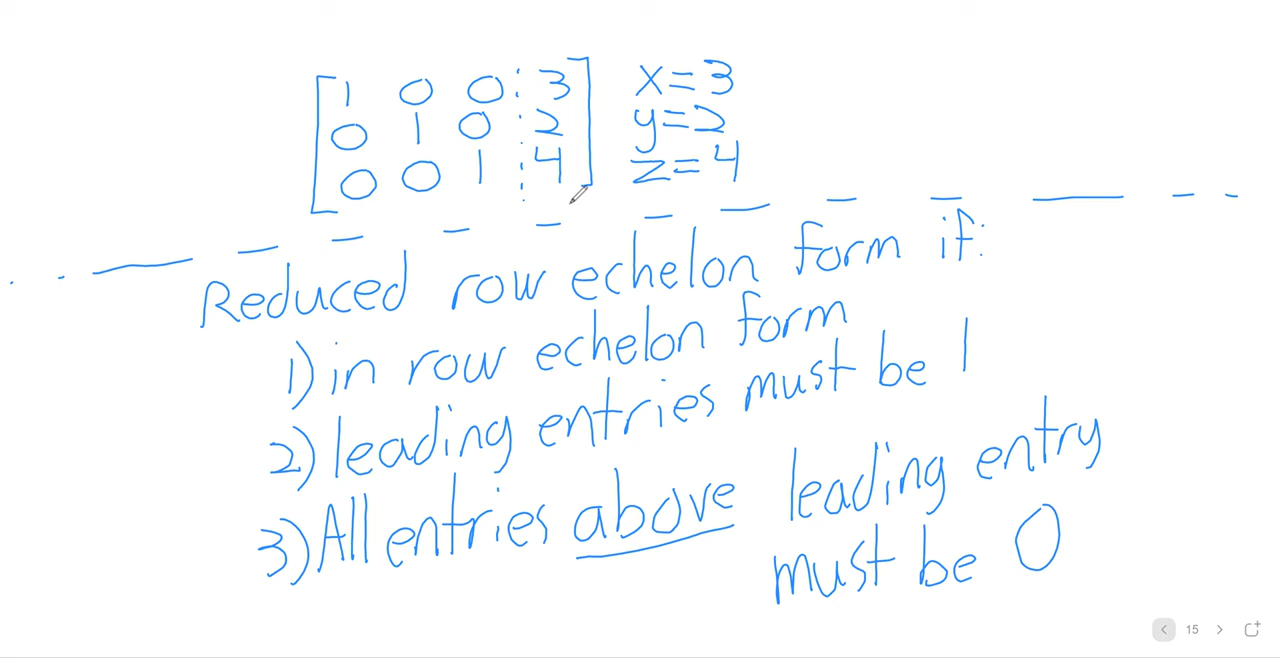 1 0 0 : 3 x=3
0 1 0 : 2 y=2
0 0 1 : 4 z=4
Reduced row echelon form if:
1) in row echelon form
2) leading entries must be 1
3) All entries above leading entry
must be 0
< 15 >